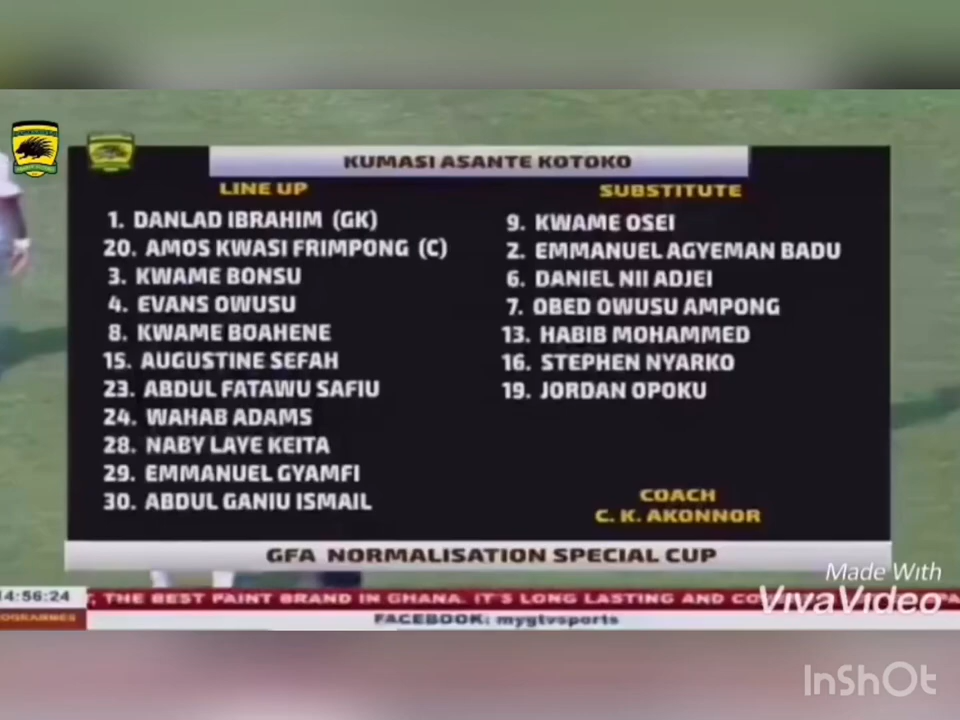 KUMASI ASANTE KOTOKO
LINE UP
1. DANLAD IBRAHIM (GK)
20. AMOS KWASI FRIMPONG (C)
3. KWAME BONSU
4. EVANS OWUSU
8. KWAME BOAHENE
15. AUGUSTINE SEFAH
23. ABDUL FATAWU SAFIU
24. WAHAB ADAMS
28. NABY LAYE KEITA
29. EMMANUEL GYAMFI
30. ABDUL GANIU ISMAIL
SUBSTITUTE
9. KWAME OSEI
2. EMMANUEL AGYEMAN BADU
6. DANIEL NII ADJEI
7. OBED OWUSU AMPONG
13. HABIB MOHAMMED
16. STEPHEN NYARKO
19. JORDAN OPOKU
COACH
C. K. AKONNOR
GFA NORMALISATION SPECIAL CUP
Made With
VivaVideo
14:56:24 THE BEST PAINT BRAND IN GHANA. IT'S LONG LASTING AND
FACEBOOK: mygtvsports
InShOt